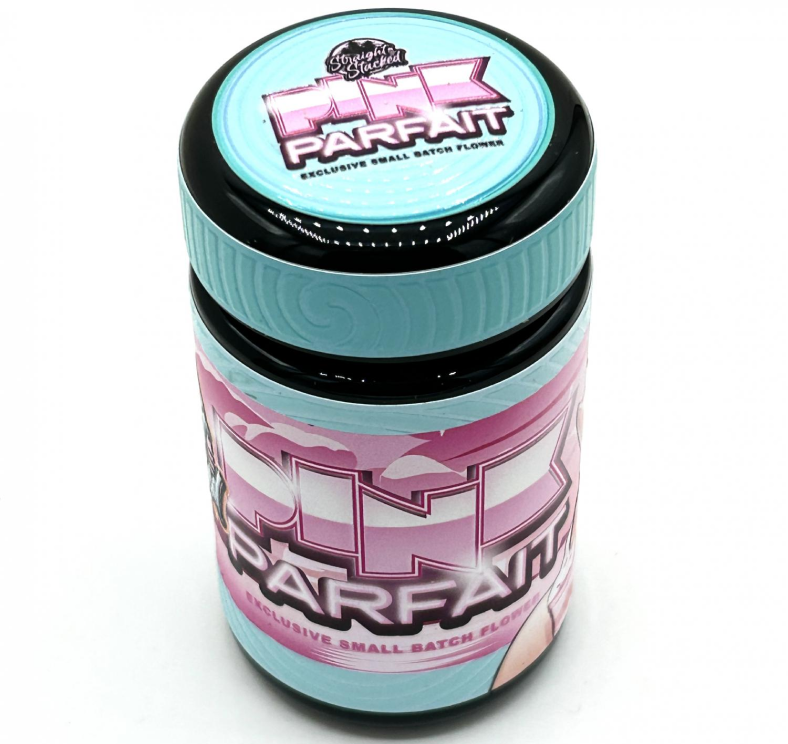 Straight
Stacked
PINK
PARFAIT
EXCLUSIVE SMALL BATCH FLOWER
PINK
PARFAIT
EXCLUSIVE SMALL BATCH FLOWER